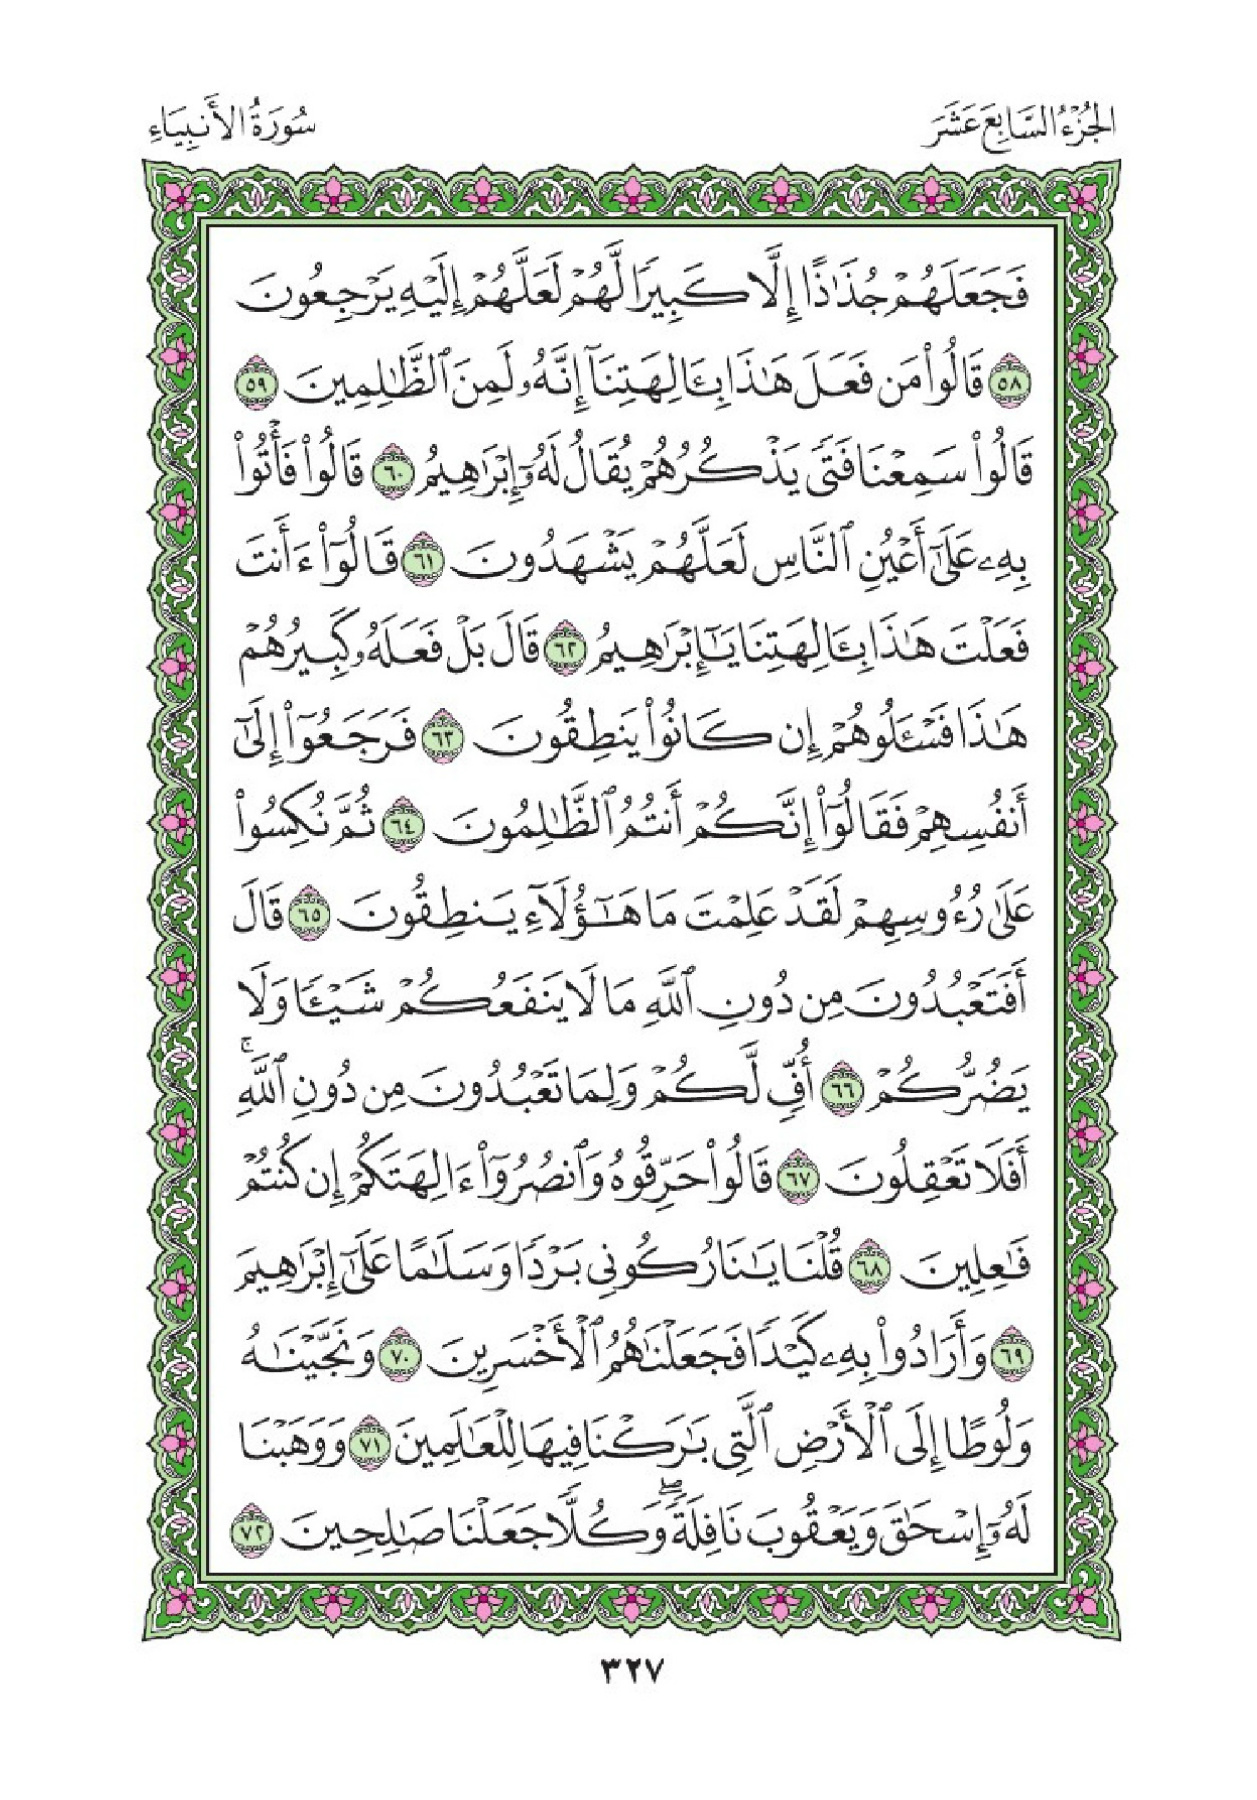 الجُزْءُ السَّابِعَ عَشَرَ
سُورَةُ الأَنبِيَاءِ
فَجَعَلَهُمْ جُذَٰذًا إِلَّا كَبِيرًا لَّهُمْ لَعَلَّهُمْ إِلَيْهِ يَرْجِعُونَ
٥٨ قَالُوا۟ مَن فَعَلَ هَٰذَا بِـَٔالِهَتِنَآ إِنَّهُۥ لَمِنَ ٱلظَّٰلِمِينَ ٥٩
قَالُوا۟ سَمِعْنَا فَتًى يَذْكُرُهُمْ يُقَالُ لَهُۥٓ إِبْرَٰهِيمُ ٦٠ قَالُوا۟ فَأْتُوا۟
بِهِۦ عَلَىٰٓ أَعْيُنِ ٱلنَّاسِ لَعَلَّهُمْ يَشْهَدُونَ ٦١ قَالُوٓا۟ ءَأَنتَ
فَعَلْتَ هَٰذَا بِـَٔالِهَتِنَا يَٰٓإِبْرَٰهِيمُ ٦٢ قَالَ بَلْ فَعَلَهُۥ كَبِيرُهُمْ
هَٰذَا فَسْـَٔلُوهُمْ إِن كَانُوا۟ يَنطِقُونَ ٦٣ فَرَجَعُوٓا۟ إِلَىٰٓ
أَنفُسِهِمْ فَقَالُوٓا۟ إِنَّكُمْ أَنتُمُ ٱلظَّٰلِمُونَ ٦٤ ثُمَّ نُكِسُوا۟
عَلَىٰ رُءُوسِهِمْ لَقَدْ عَلِمْتَ مَا هَٰٓؤُلَآءِ يَنطِقُونَ ٦٥ قَالَ
أَفَتَعْبُدُونَ مِن دُونِ ٱللَّهِ مَا لَا يَنفَعُكُمْ شَيْـًٔا وَلَا
يَضُرُّكُمْ ٦٦ أُفٍّ لَّكُمْ وَلِمَا تَعْبُدُونَ مِن دُونِ ٱللَّهِ ۚ
أَفَلَا تَعْقِلُونَ ٦٧ قَالُوا۟ حَرِّقُوهُ وَٱنصُرُوٓا۟ ءَالِهَتَكُمْ إِن كُنتُمْ
فَٰعِلِينَ ٦٨ قُلْنَا يَٰنَارُ كُونِى بَرْدًا وَسَلَٰمًا عَلَىٰٓ إِبْرَٰهِيمَ
٦٩ وَأَرَادُوا۟ بِهِۦ كَيْدًا فَجَعَلْنَٰهُمُ ٱلْأَخْسَرِينَ ٧٠ وَنَجَّيْنَٰهُ
وَلُوطًا إِلَى ٱلْأَرْضِ ٱلَّتِى بَٰرَكْنَا فِيهَا لِلْعَٰلَمِينَ ٧١ وَوَهَبْنَا
لَهُۥٓ إِسْحَٰقَ وَيَعْقُوبَ نَافِلَةً ۖ وَكُلًّا جَعَلْنَا صَٰلِحِينَ ٧٢
٣٢٧